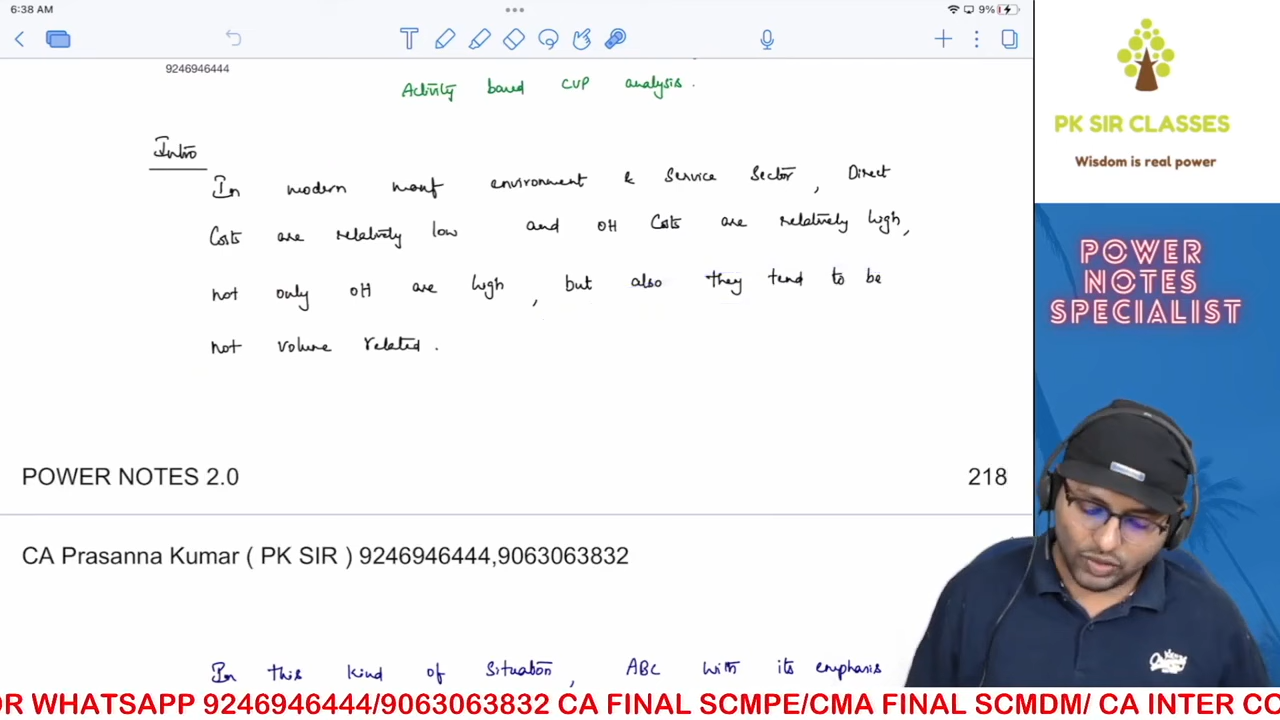 6:38 AM
9%
9246946444
Activity based CVP analysis.
Intro
In modern manf environment & Service Sector, Direct
Costs are relatively low and OH Costs are relatively high,
not only OH are high, but also they tend to be
not volume related.
POWER NOTES 2.0
218
CA Prasanna Kumar ( PK SIR ) 9246946444,9063063832
In this kind of Situation, ABC with its emphasis
PK SIR CLASSES
Wisdom is real power
POWER
NOTES
SPECIALIST
OR WHATSAPP 9246946444/9063063832 CA FINAL SCMPE/CMA FINAL SCMDM/ CA INTER CO